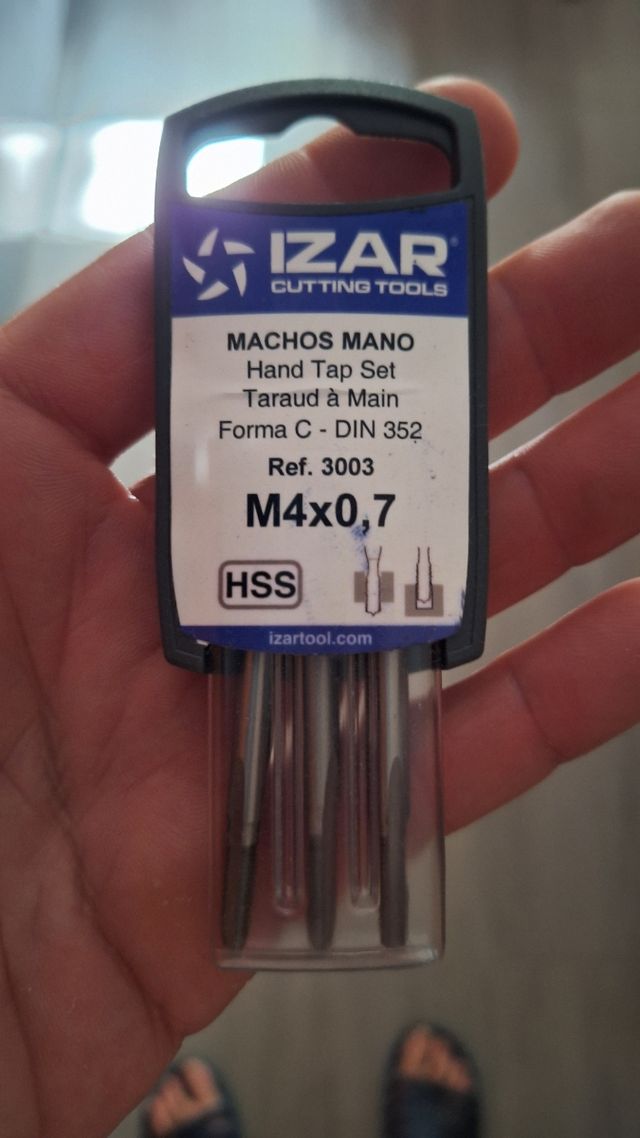 IZAR®
CUTTING TOOLS
MACHOS MANO
Hand Tap Set
Taraud à Main
Forma C - DIN 352
Ref. 3003
M4x0,7
HSS
izartool.com